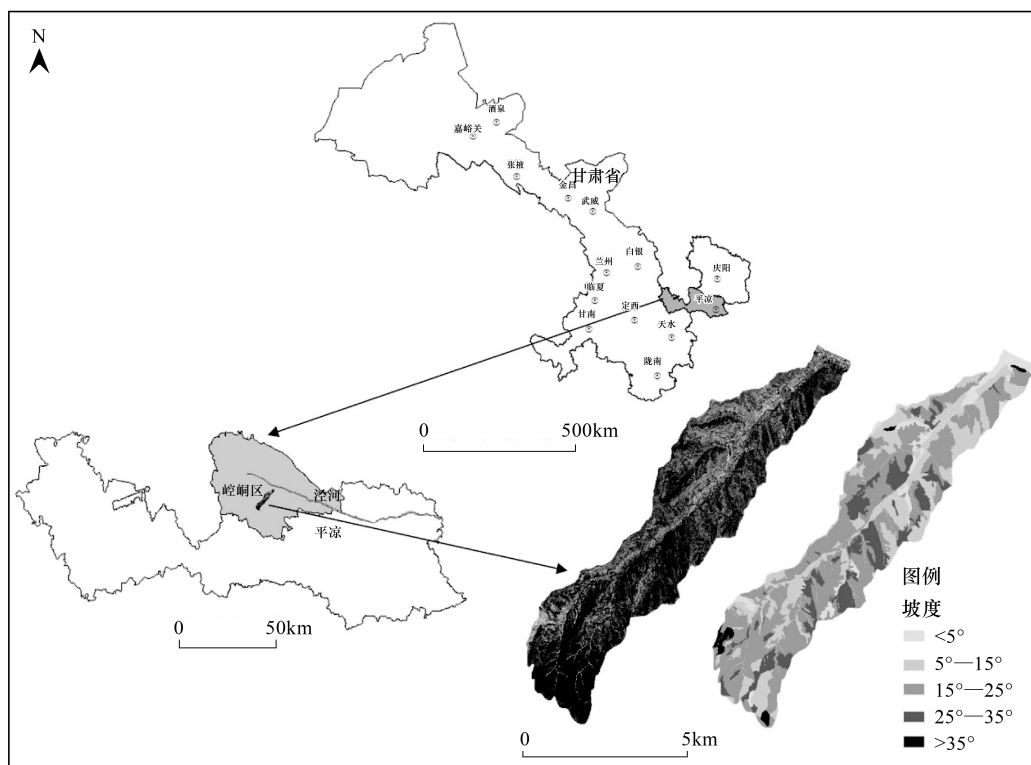 N
酒泉
嘉峪关
张掖
甘肃省
金昌
武威
白银
庆阳
兰州
临夏
平凉
定西
甘南
天水
陇南
0 500km
崆峒区
泾河
平凉
0 50km
图例
坡度
<5°
5°—15°
15°—25°
25°—35°
>35°
0 5km